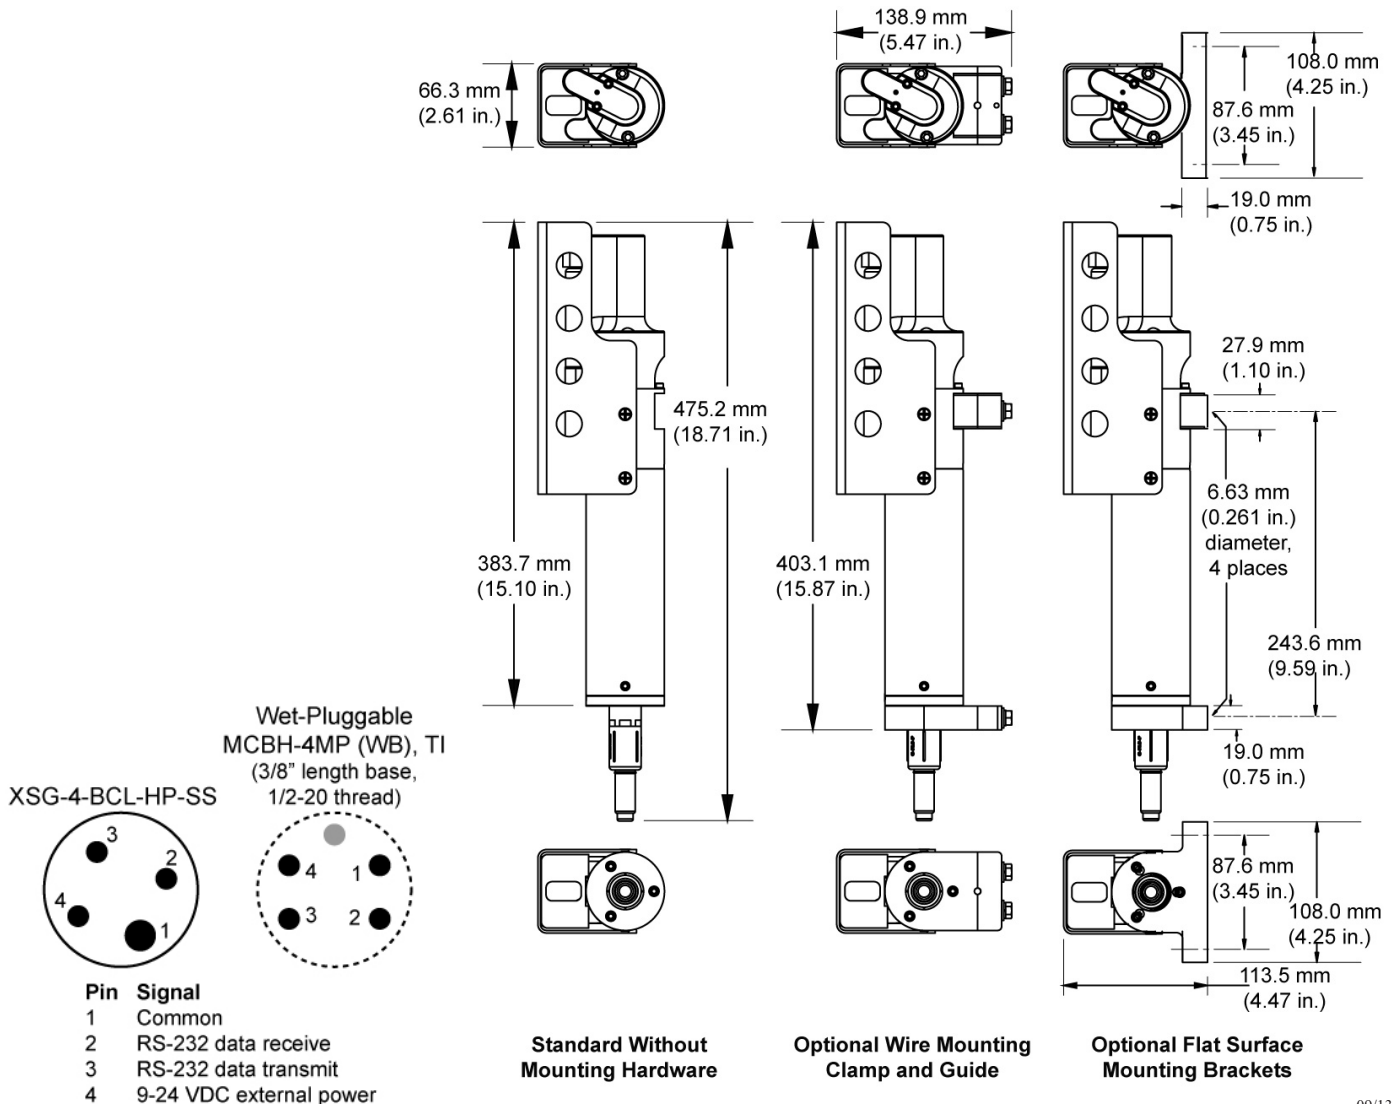 138.9 mm
(5.47 in.)
66.3 mm
(2.61 in.)
108.0 mm
(4.25 in.)
87.6 mm
(3.45 in.)
19.0 mm
(0.75 in.)
27.9 mm
(1.10 in.)
475.2 mm
(18.71 in.)
6.63 mm
(0.261 in.)
diameter,
4 places
383.7 mm
(15.10 in.)
403.1 mm
(15.87 in.)
243.6 mm
(9.59 in.)
19.0 mm
(0.75 in.)
Wet-Pluggable
MCBH-4MP (WB), TI
(3/8” length base,
1/2-20 thread)
XSG-4-BCL-HP-SS
3
2
4
1
4
1
3
2
87.6 mm
(3.45 in.)
108.0 mm
(4.25 in.)
113.5 mm
(4.47 in.)
Pin Signal
1 Common
2 RS-232 data receive
3 RS-232 data transmit
4 9-24 VDC external power
Standard Without
Mounting Hardware
Optional Wire Mounting
Clamp and Guide
Optional Flat Surface
Mounting Brackets